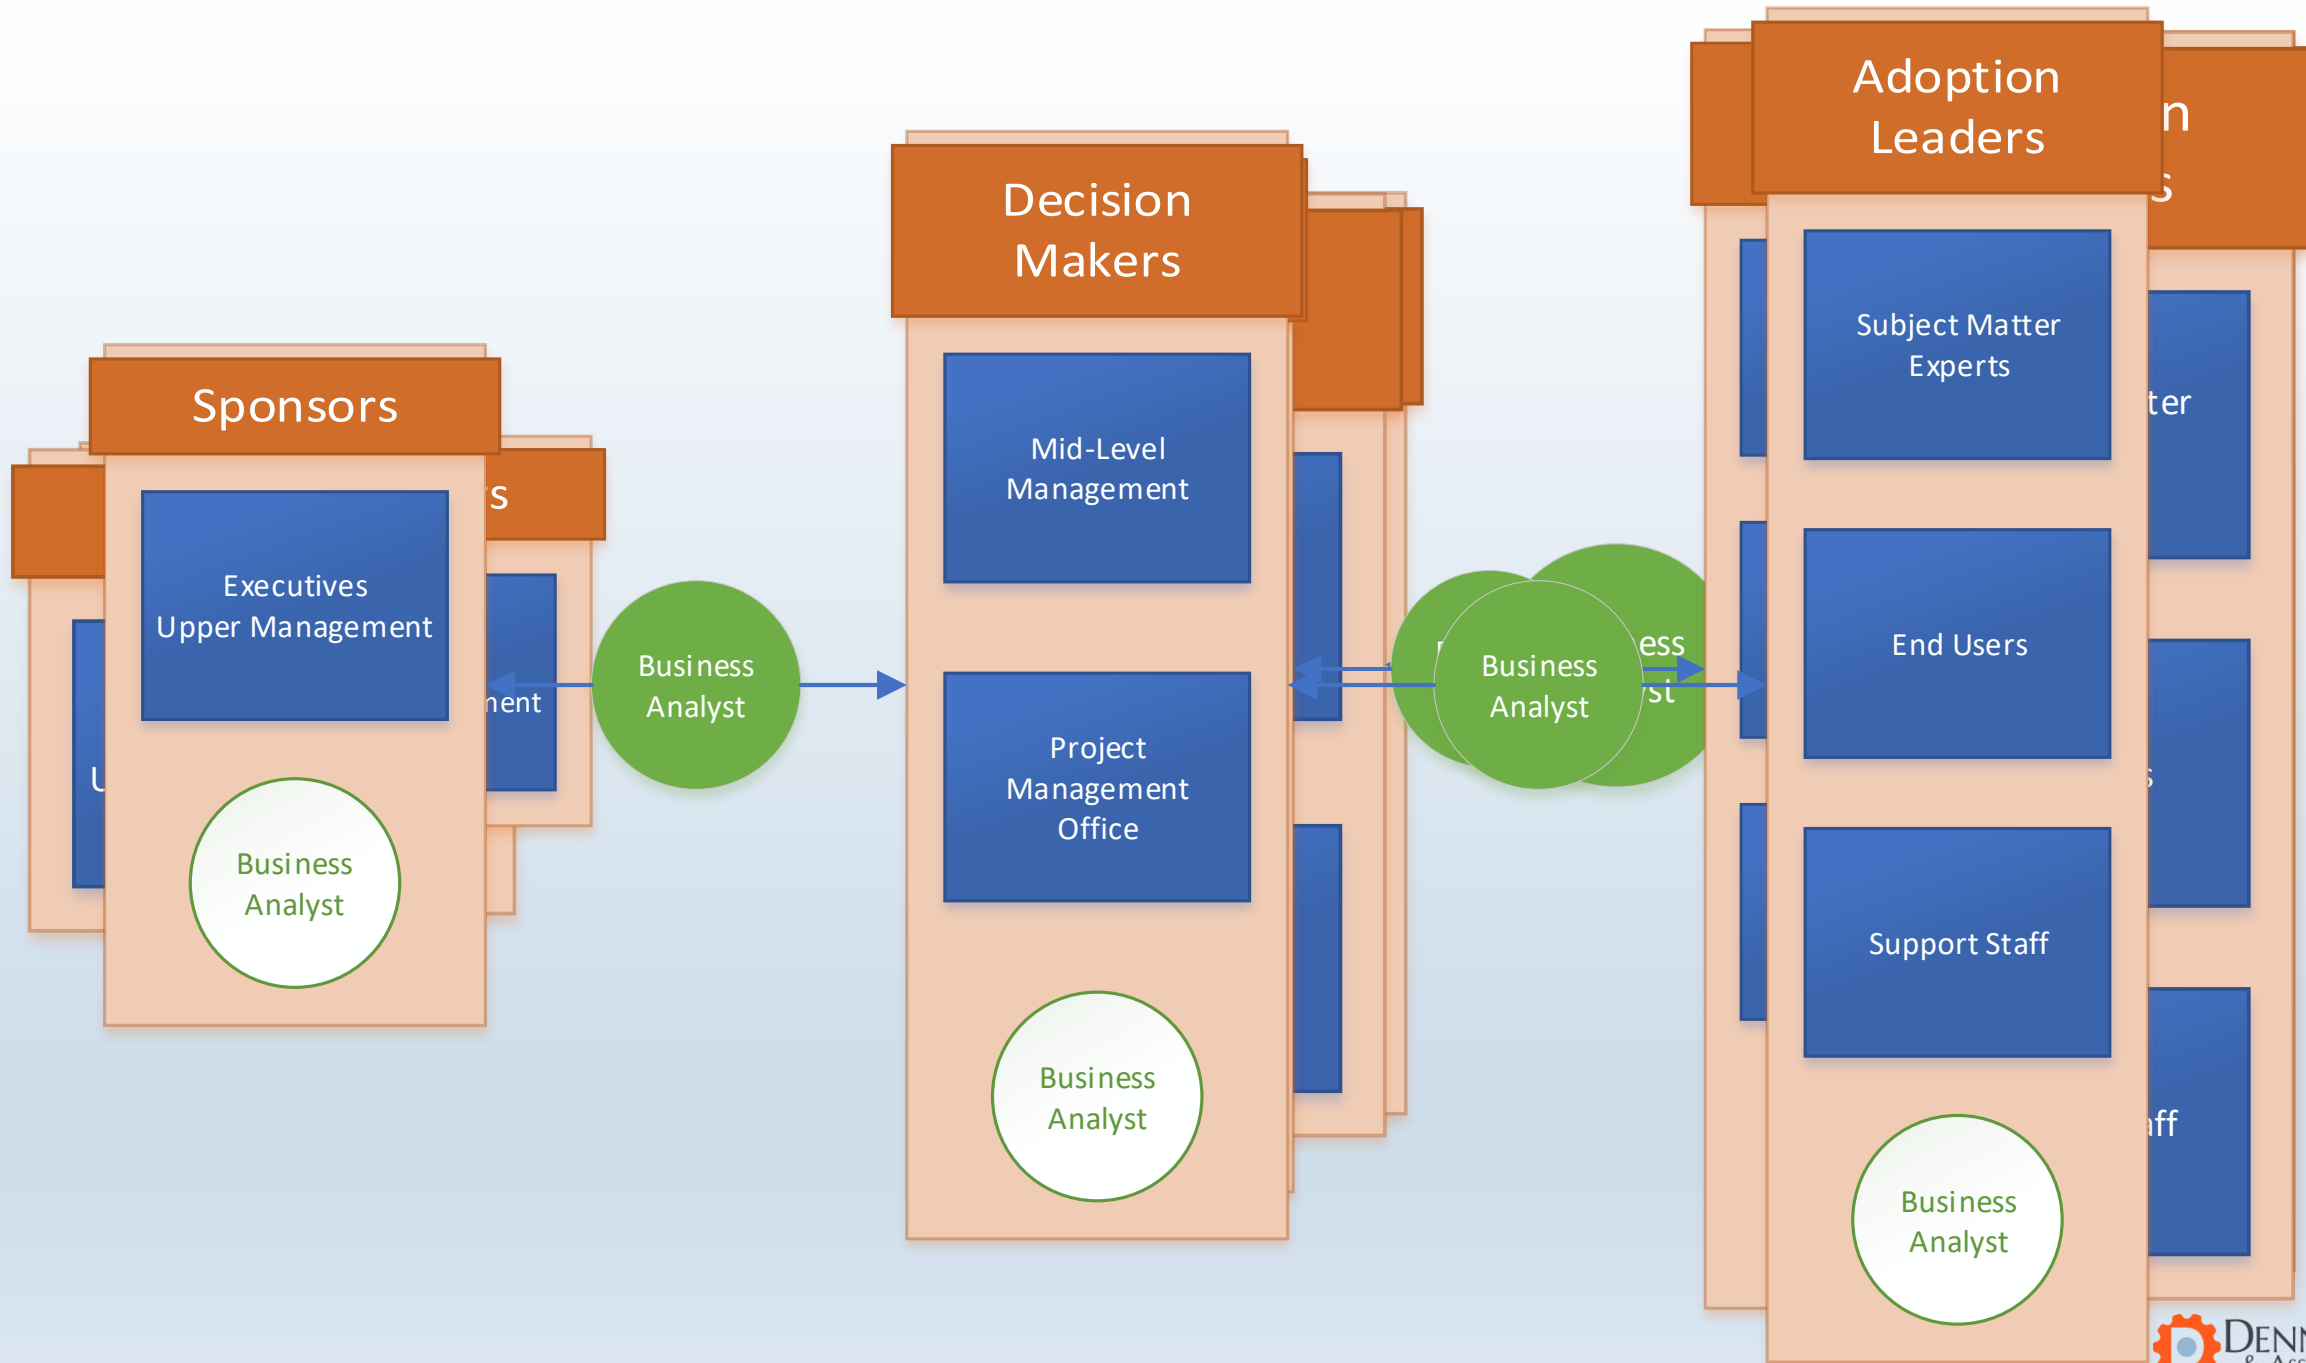 Sponsors
Executives
Upper Management
Business
Analyst
Business
Analyst
Decision
Makers
Mid-Level
Management
Project
Management
Office
Business
Analyst
Business
Analyst
Adoption
Leaders
Subject Matter
Experts
End Users
Support Staff
Business
Analyst